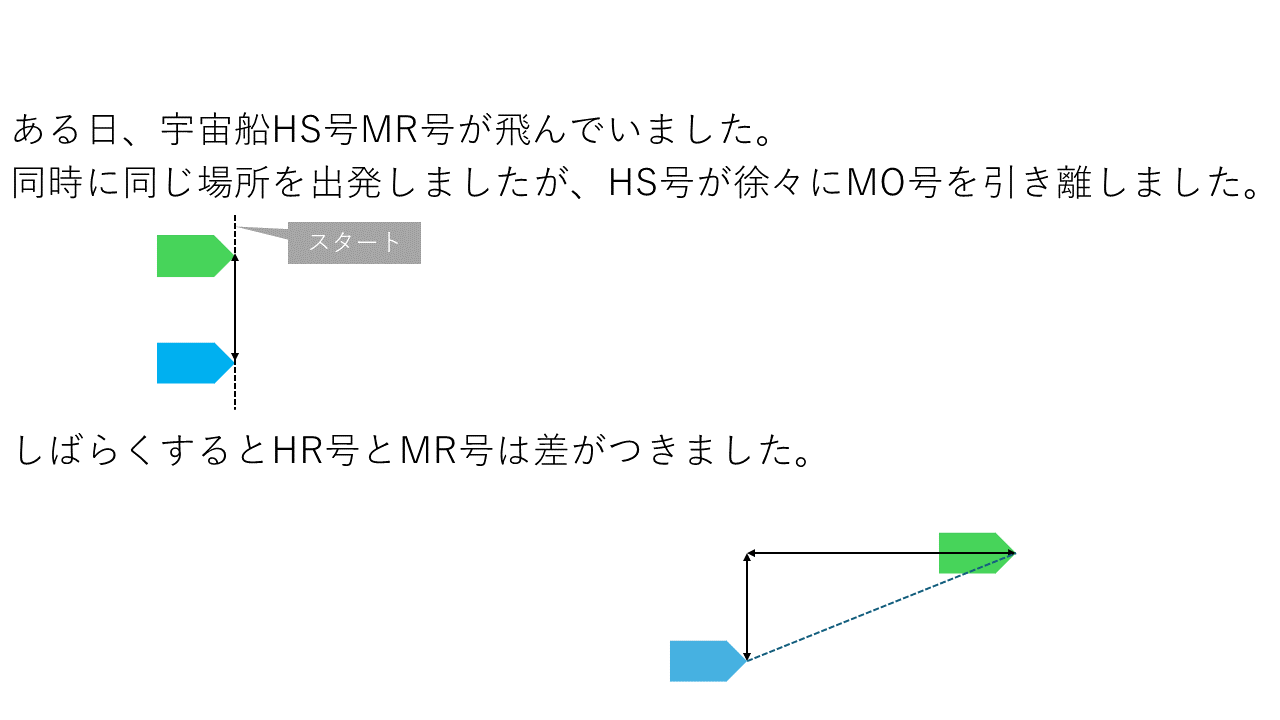 ある日、宇宙船HS号MR号が飛んでいました。
同時に同じ場所を出発しましたが、HS号が徐々にMO号を引き離しました。
スタート
しばらくするとHR号とMR号は差がつきました。